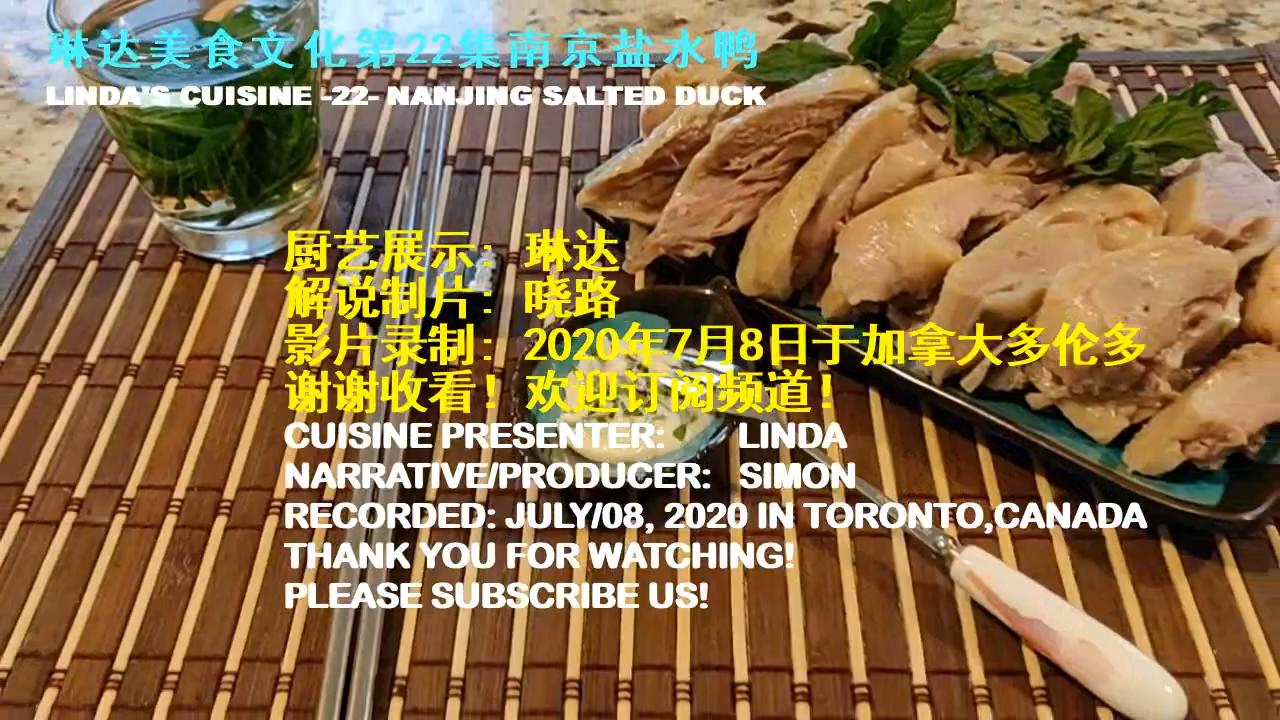 琳达美食文化第22集南京盐水鸭
LINDA'S CUISINE -22- NANJING SALTED DUCK
厨艺展示：琳达
解说制片：晓路
影片录制：2020年7月8日于加拿大多伦多
谢谢收看！欢迎订阅频道！
CUISINE PRESENTER: LINDA
NARRATIVE/PRODUCER: SIMON
RECORDED: JULY/08, 2020 IN TORONTO,CANADA
THANK YOU FOR WATCHING!
PLEASE SUBSCRIBE US!